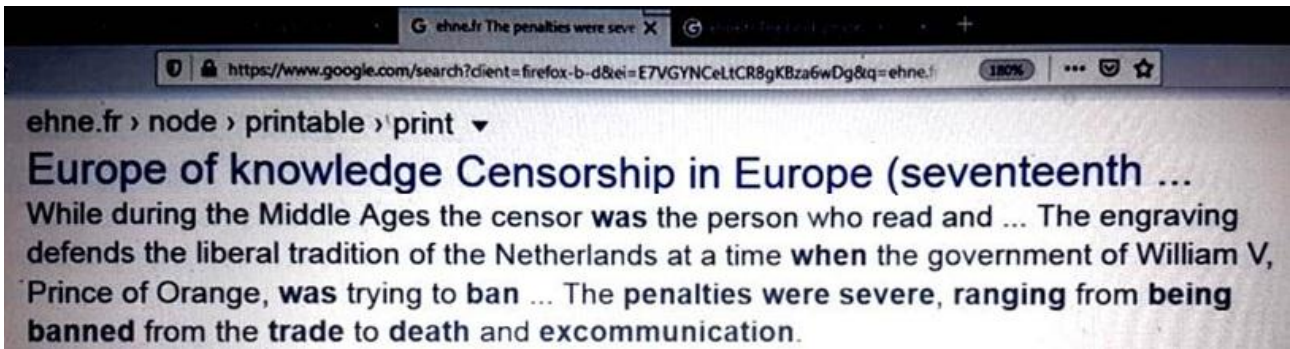 G ehne.fr The penalties were seve X
+
https://www.google.com/search?client=firefox-b-d&ei=E7VGYNCeLtCR8gKBza6wDg&q=ehne.f 180% ...
ehne.fr › node › printable › print
Europe of knowledge Censorship in Europe (seventeenth ...
While during the Middle Ages the censor was the person who read and ... The engraving
defends the liberal tradition of the Netherlands at a time when the government of William V,
Prince of Orange, was trying to ban ... The penalties were severe, ranging from being
banned from the trade to death and excommunication.